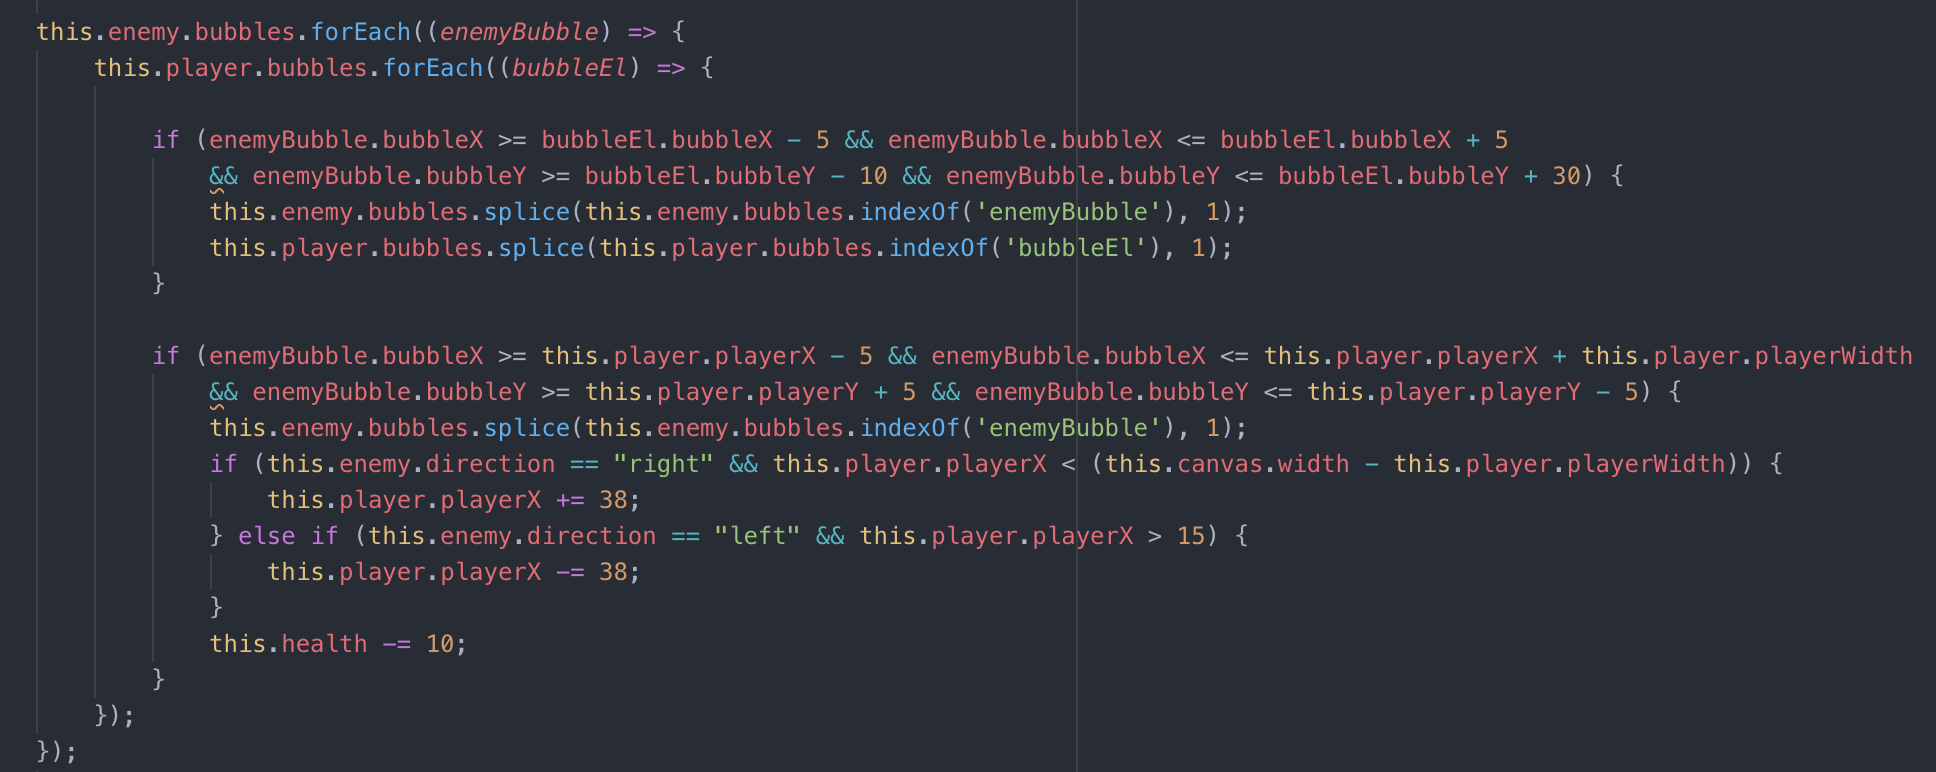 this.enemy.bubbles.forEach((enemyBubble) => {
    this.player.bubbles.forEach((bubbleEl) => {

        if (enemyBubble.bubbleX >= bubbleEl.bubbleX - 5 && enemyBubble.bubbleX <= bubbleEl.bubbleX + 5
            && enemyBubble.bubbleY >= bubbleEl.bubbleY - 10 && enemyBubble.bubbleY <= bubbleEl.bubbleY + 30) {
            this.enemy.bubbles.splice(this.enemy.bubbles.indexOf('enemyBubble'), 1);
            this.player.bubbles.splice(this.player.bubbles.indexOf('bubbleEl'), 1);
        }

        if (enemyBubble.bubbleX >= this.player.playerX - 5 && enemyBubble.bubbleX <= this.player.playerX + this.player.playerWidth
            && enemyBubble.bubbleY >= this.player.playerY + 5 && enemyBubble.bubbleY <= this.player.playerY - 5) {
            this.enemy.bubbles.splice(this.enemy.bubbles.indexOf('enemyBubble'), 1);
            if (this.enemy.direction == "right" && this.player.playerX < (this.canvas.width - this.player.playerWidth)) {
                this.player.playerX += 38;
            } else if (this.enemy.direction == "left" && this.player.playerX > 15) {
                this.player.playerX -= 38;
            }
            this.health -= 10;
        }
    });
});